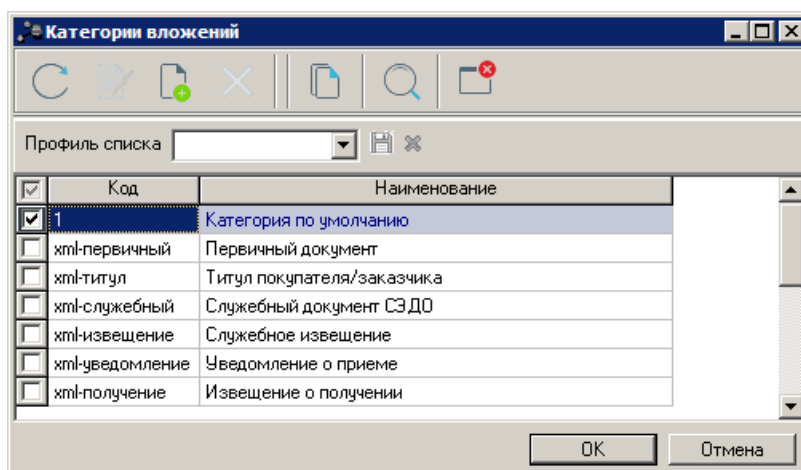 Категории вложений
Профиль списка
Код Наименование
1 Категория по умолчанию
xml-первичный Первичный документ
xml-титул Титул покупателя/заказчика
xml-служебный Служебный документ СЭДО
xml-извещение Служебное извещение
xml-уведомление Уведомление о приеме
xml-получение Извещение о получении
OK Отмена